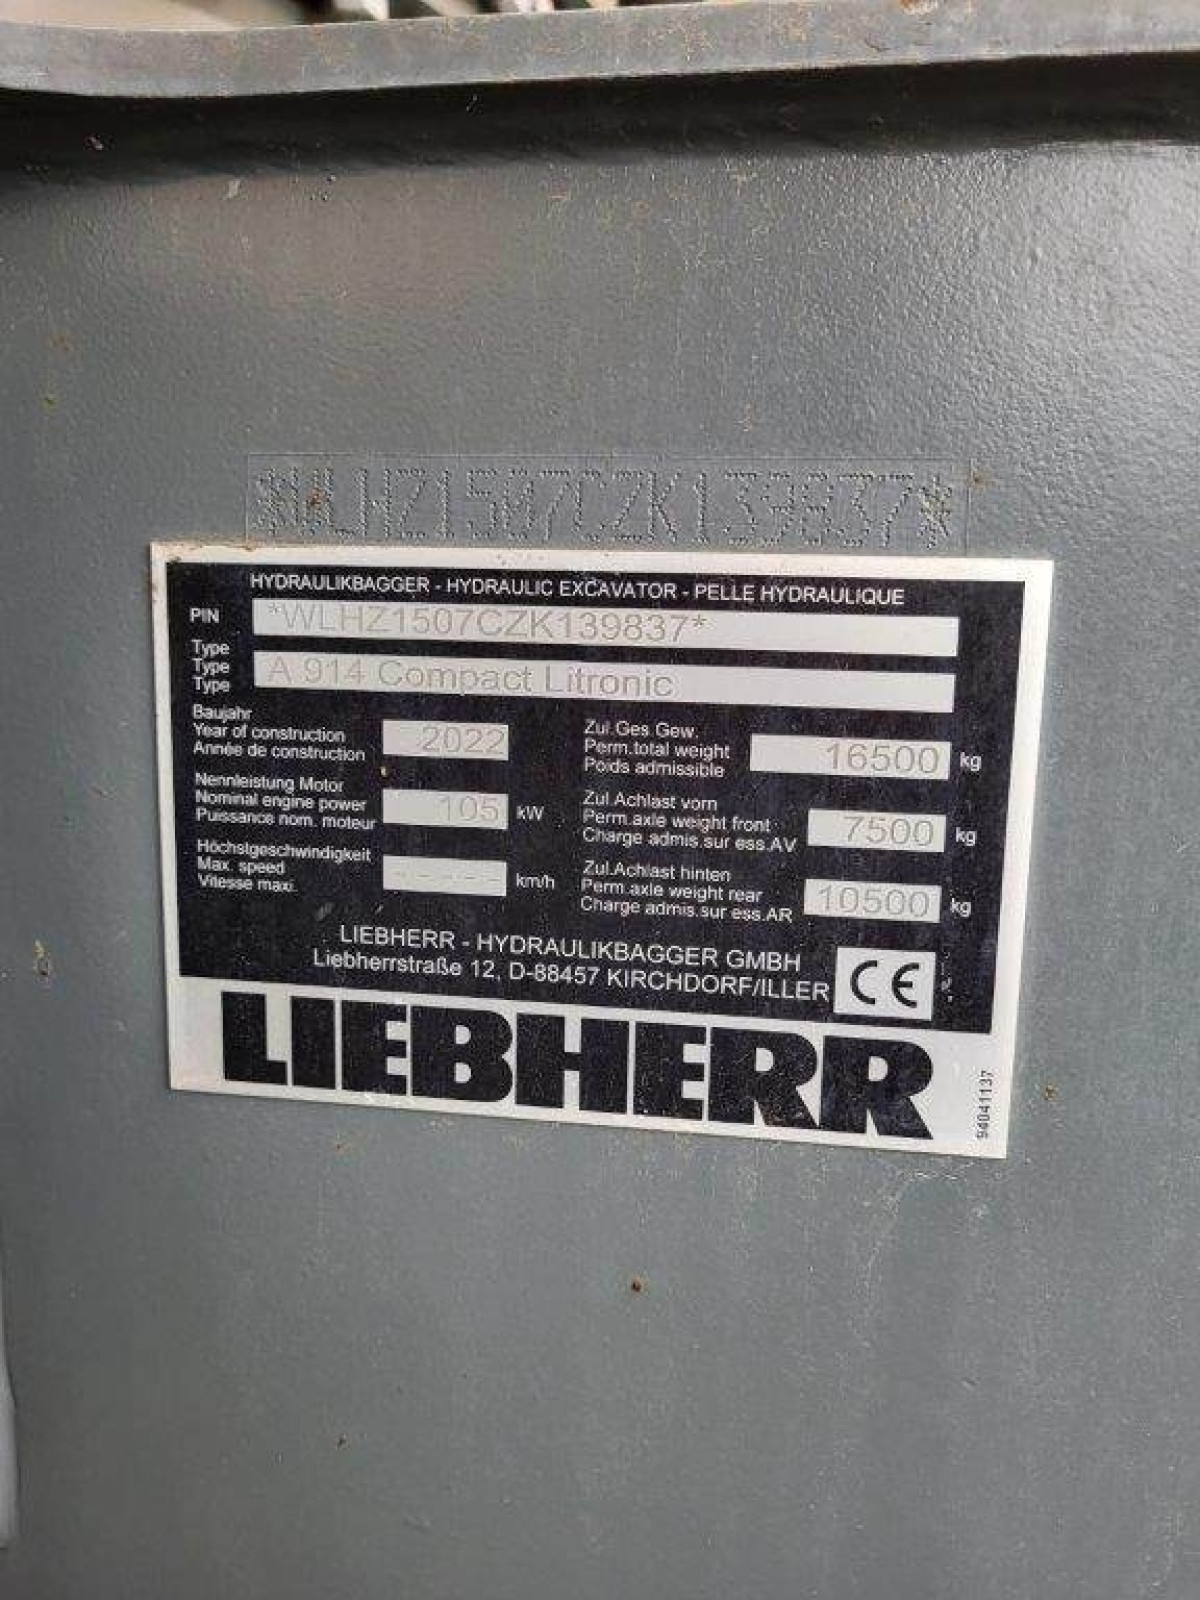 *WLHZ1507CZK139837*
HYDRAULIKBAGGER - HYDRAULIC EXCAVATOR - PELLE HYDRAULIQUE
PIN *WLHZ1507CZK139837*
Type
Type A 914 Compact Litronic
Type
Baujahr
Year of construction 2022
Année de construction
Zul.Ges.Gew.
Perm.total weight 16500 kg
Poids admissible
Nennleistung Motor
Nominal engine power 105 kW
Puissance nom. moteur
Zul.Achlast vorn
Perm.axle weight front 7500 kg
Charge admis.sur ess.AV
Höchstgeschwindigkeit
Max. speed ------ km/h
Vitesse maxi.
Zul.Achlast hinten
Perm.axle weight rear 10500 kg
Charge admis.sur ess.AR
LIEBHERR - HYDRAULIKBAGGER GMBH
Liebherrstraße 12, D-88457 KIRCHDORF/ILLER
CE
LIEBHERR
94041137